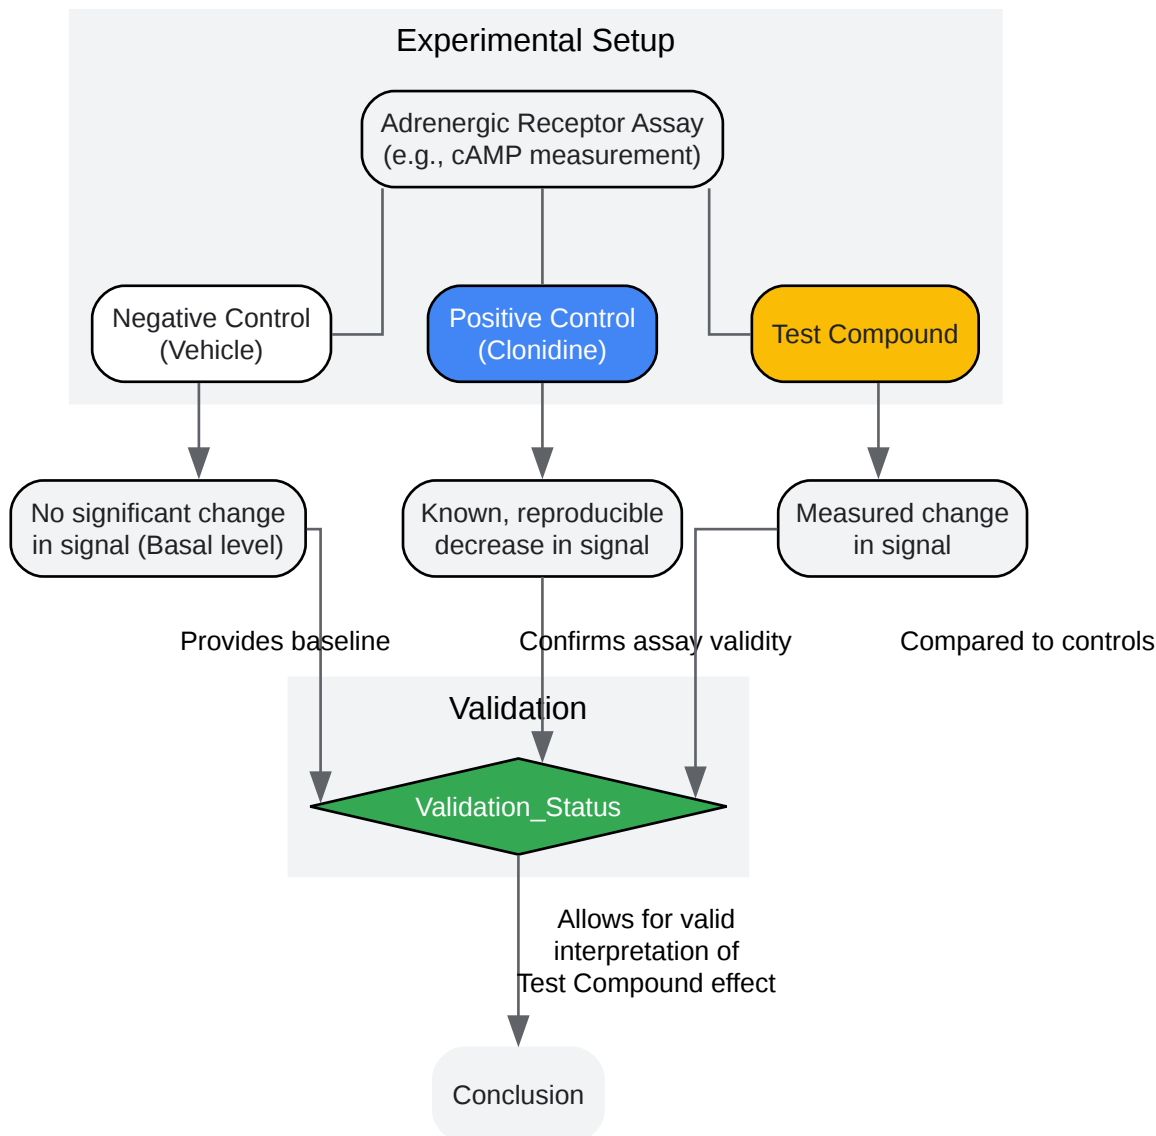 Experimental Setup
Adrenergic Receptor Assay
(e.g., cAMP measurement)
Negative Control
(Vehicle)
Positive Control
(Clonidine)
Test Compound
No significant change
in signal (Basal level)
Known, reproducible
decrease in signal
Measured change
in signal
Provides baseline
Confirms assay validity
Compared to controls
Validation
Validation_Status
Allows for valid
interpretation of
Test Compound effect
Conclusion